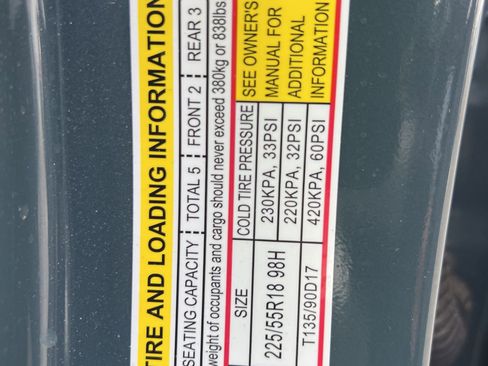 TIRE AND LOADING INFORMATION
SEATING CAPACITY TOTAL 5 FRONT 2 REAR 3
weight of occupants and cargo should never exceed 380kg or 838lbs
SIZE COLD TIRE PRESSURE SEE OWNER'S
225/55R18 98H 230KPA, 33PSI MANUAL FOR
220KPA, 32PSI ADDITIONAL
T135/90D17 420KPA, 60PSI INFORMATION